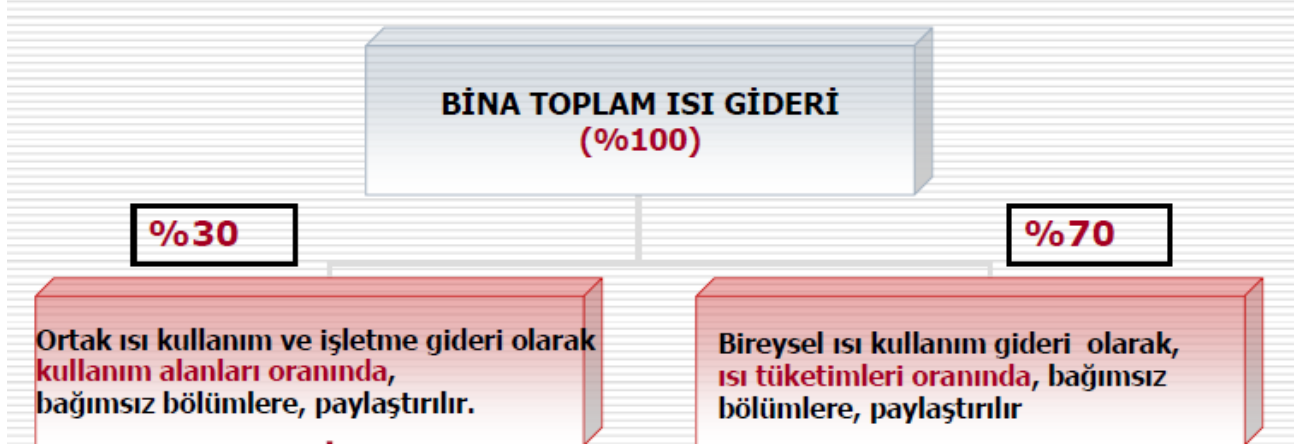 BİNA TOPLAM ISI GİDERİ
(%100)
%30
%70
Ortak ısı kullanım ve işletme gideri olarak
kullanım alanları oranında,
bağımsız bölümlere, paylaştırılır.
Bireysel ısı kullanım gideri olarak,
ısı tüketimleri oranında, bağımsız
bölümlere, paylaştırılır